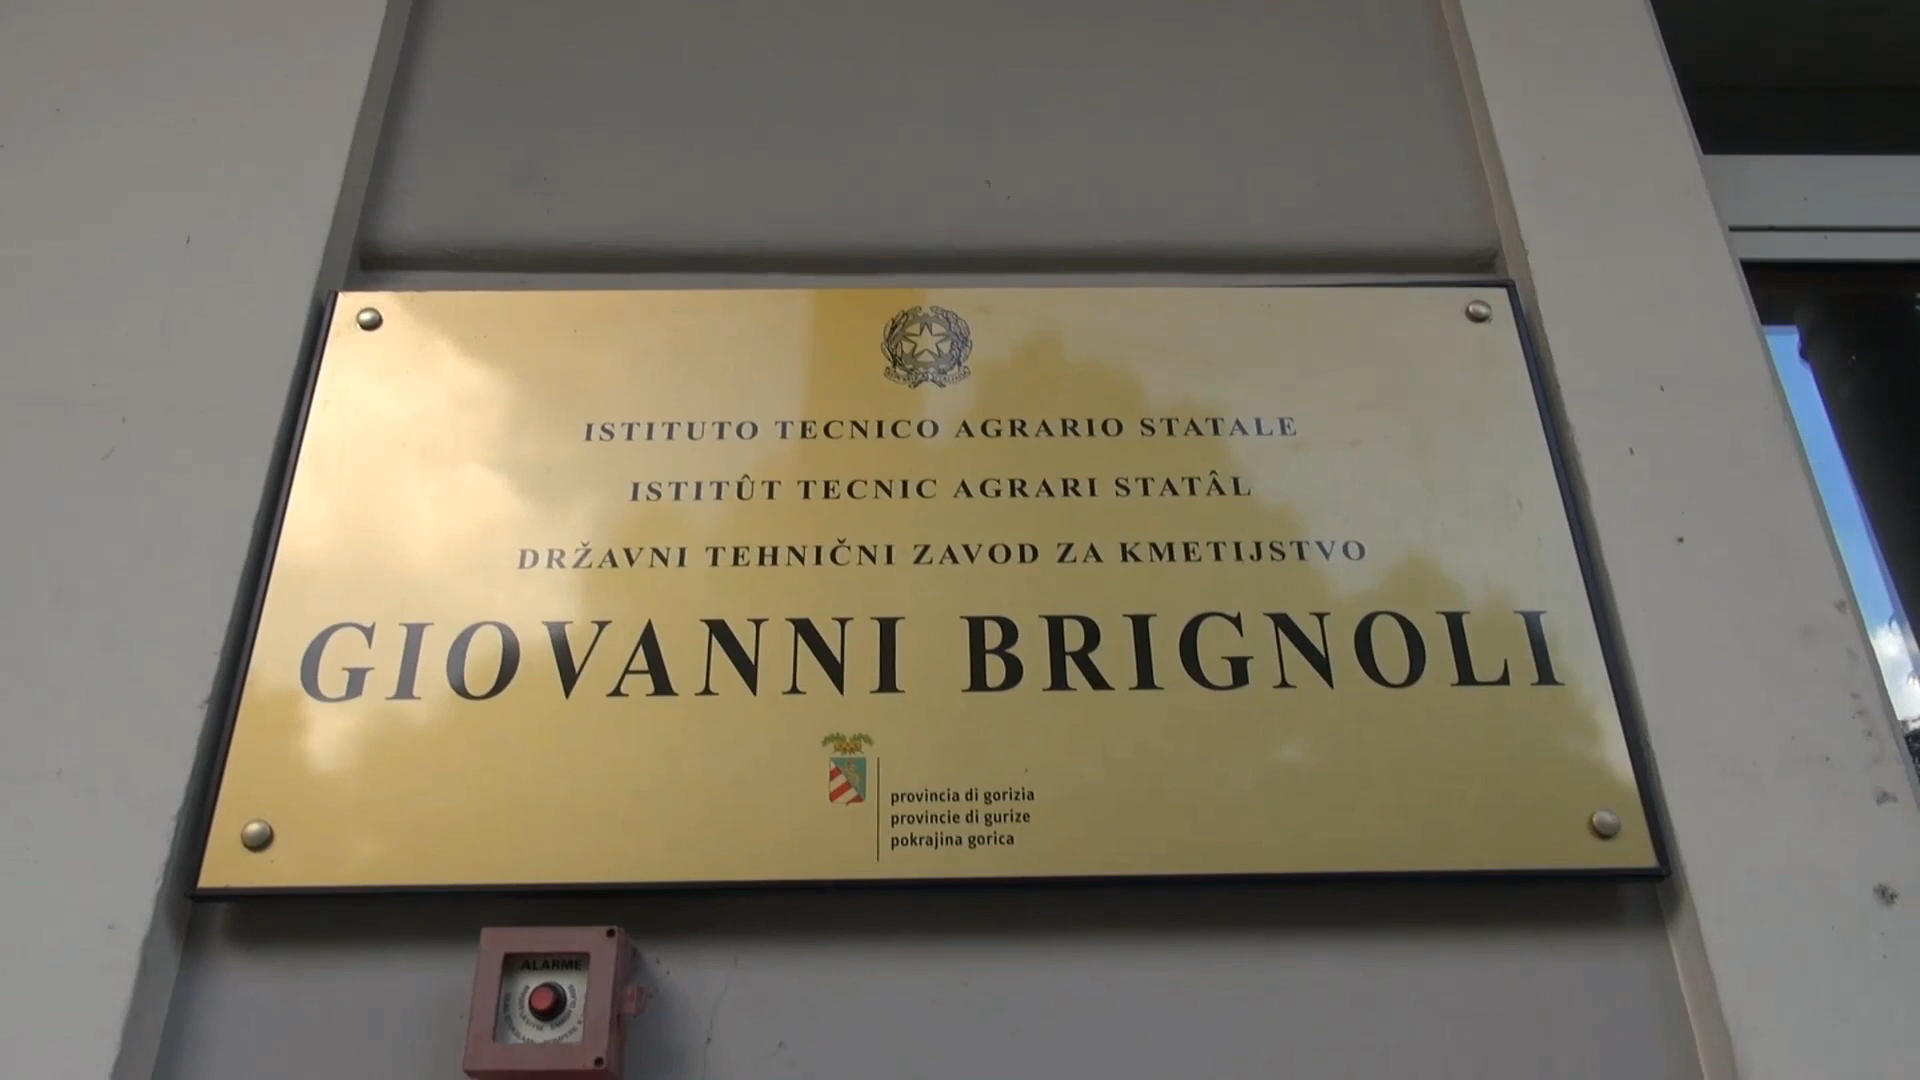 ISTITUTO TECNICO AGRARIO STATALE
ISTITÛT TECNIC AGRARI STATÂL
DRŽAVNI TEHNIČNI ZAVOD ZA KMETIJSTVO
GIOVANNI BRIGNOLI
provincia di gorizia
provincie di gurize
pokrajina gorica
ALARME